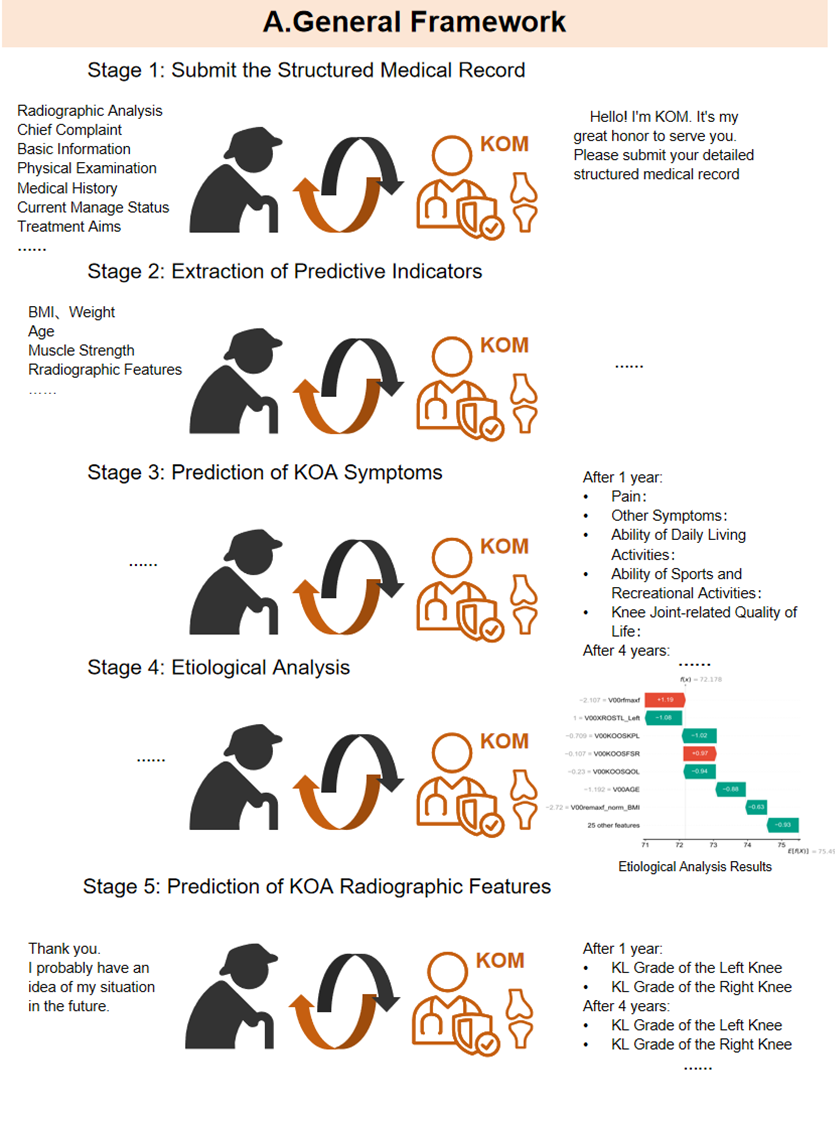 A.General Framework
Stage 1: Submit the Structured Medical Record
Radiographic Analysis
Chief Complaint
Basic Information
Physical Examination
Medical History
Current Manage Status
Treatment Aims
......
KOM
Hello! I'm KOM. It's my
great honor to serve you.
Please submit your detailed
structured medical record
Stage 2: Extraction of Predictive Indicators
BMI、Weight
Age
Muscle Strength
Rradiographic Features
......
KOM
......
Stage 3: Prediction of KOA Symptoms
......
KOM
After 1 year:
• Pain：
• Other Symptoms：
• Ability of Daily Living
Activities：
• Ability of Sports and
Recreational Activities：
• Knee Joint-related Quality of
Life：
After 4 years:
......
Stage 4: Etiological Analysis
......
KOM
f(x) = 72.178
−2.107 = V00rfmaxf
+1.19
1 = V00XROSTL_Left
−1.08
−0.709 = V00KOOSKPL
−1.02
−0.107 = V00KOOSFSR
+0.97
−0.23 = V00KOOSQOL
−0.94
−1.192 = V00AGE
−0.88
−2.72 = V00remaxf_norm_BMI
−0.63
25 other features
−0.93
71 72 73 74 75
E[f(X)] = 75.49
Etiological Analysis Results
Stage 5: Prediction of KOA Radiographic Features
Thank you.
I probably have an
idea of my situation
in the future.
KOM
After 1 year:
• KL Grade of the Left Knee
• KL Grade of the Right Knee
After 4 years:
• KL Grade of the Left Knee
• KL Grade of the Right Knee
......